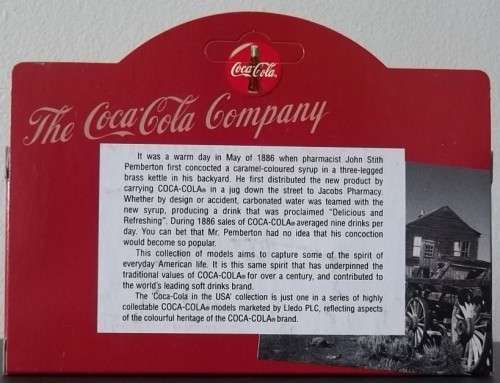 Coca-Cola
The Coca-Cola Company
It was a warm day in May of 1886 when pharmacist John Stith
Pemberton first concocted a caramel-coloured syrup in a three-legged
brass kettle in his backyard. He first distributed the new product by
carrying COCA-COLA® in a jug down the street to Jacobs Pharmacy.
Whether by design or accident, carbonated water was teamed with the
new syrup, producing a drink that was proclaimed "Delicious and
Refreshing". During 1886 sales of COCA-COLA® averaged nine drinks per
day. You can bet that Mr. Pemberton had no idea that his concoction
would become so popular.
This collection of models aims to capture some of the spirit of
everyday American life. It is this same spirit that has underpinned the
traditional values of COCA-COLA® for over a century, and contributed to
the world's leading soft drinks brand.
The 'Coca-Cola in the USA' collection is just one in a series of highly
collectable COCA-COLA® models marketed by Lledo PLC, reflecting aspects
of the colourful heritage of the COCA-COLA® brand.